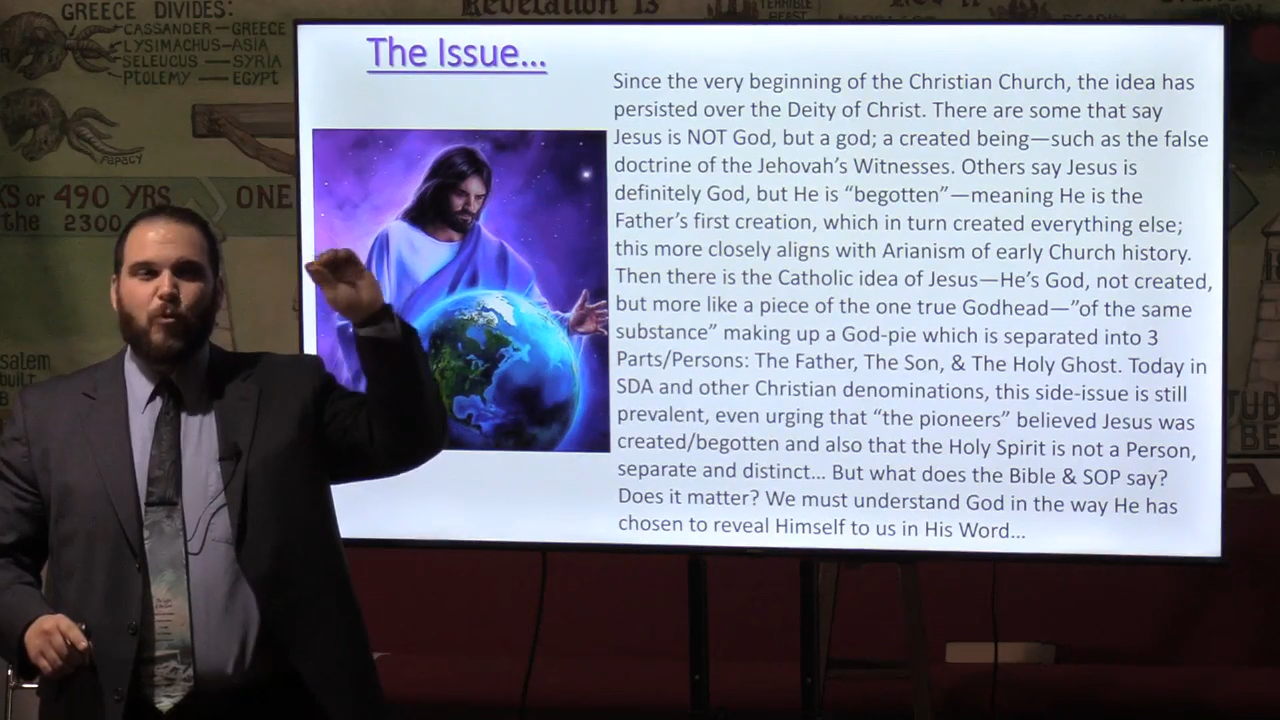 GREECE DIVIDES:
CASSANDER—GREECE
LYSIMACHUS-ASIA
SELEUCUS — SYRIA
PTOLEMY — EGYPT
PAPACY
or 490 YRS
ONE
the 2300
salem
built
Revelation 13
TERRIBLE
BEAST
The Issue...
Since the very beginning of the Christian Church, the idea has
persisted over the Deity of Christ. There are some that say
Jesus is NOT God, but a god; a created being—such as the false
doctrine of the Jehovah's Witnesses. Others say Jesus is
definitely God, but He is “begotten”—meaning He is the
Father's first creation, which in turn created everything else;
this more closely aligns with Arianism of early Church history.
Then there is the Catholic idea of Jesus—He's God, not created,
but more like a piece of the one true Godhead—”of the same
substance” making up a God-pie which is separated into 3
Parts/Persons: The Father, The Son, & The Holy Ghost. Today in
SDA and other Christian denominations, this side-issue is still
prevalent, even urging that “the pioneers” believed Jesus was
created/begotten and also that the Holy Spirit is not a Person,
separate and distinct... But what does the Bible & SOP say?
Does it matter? We must understand God in the way He has
chosen to reveal Himself to us in His Word...